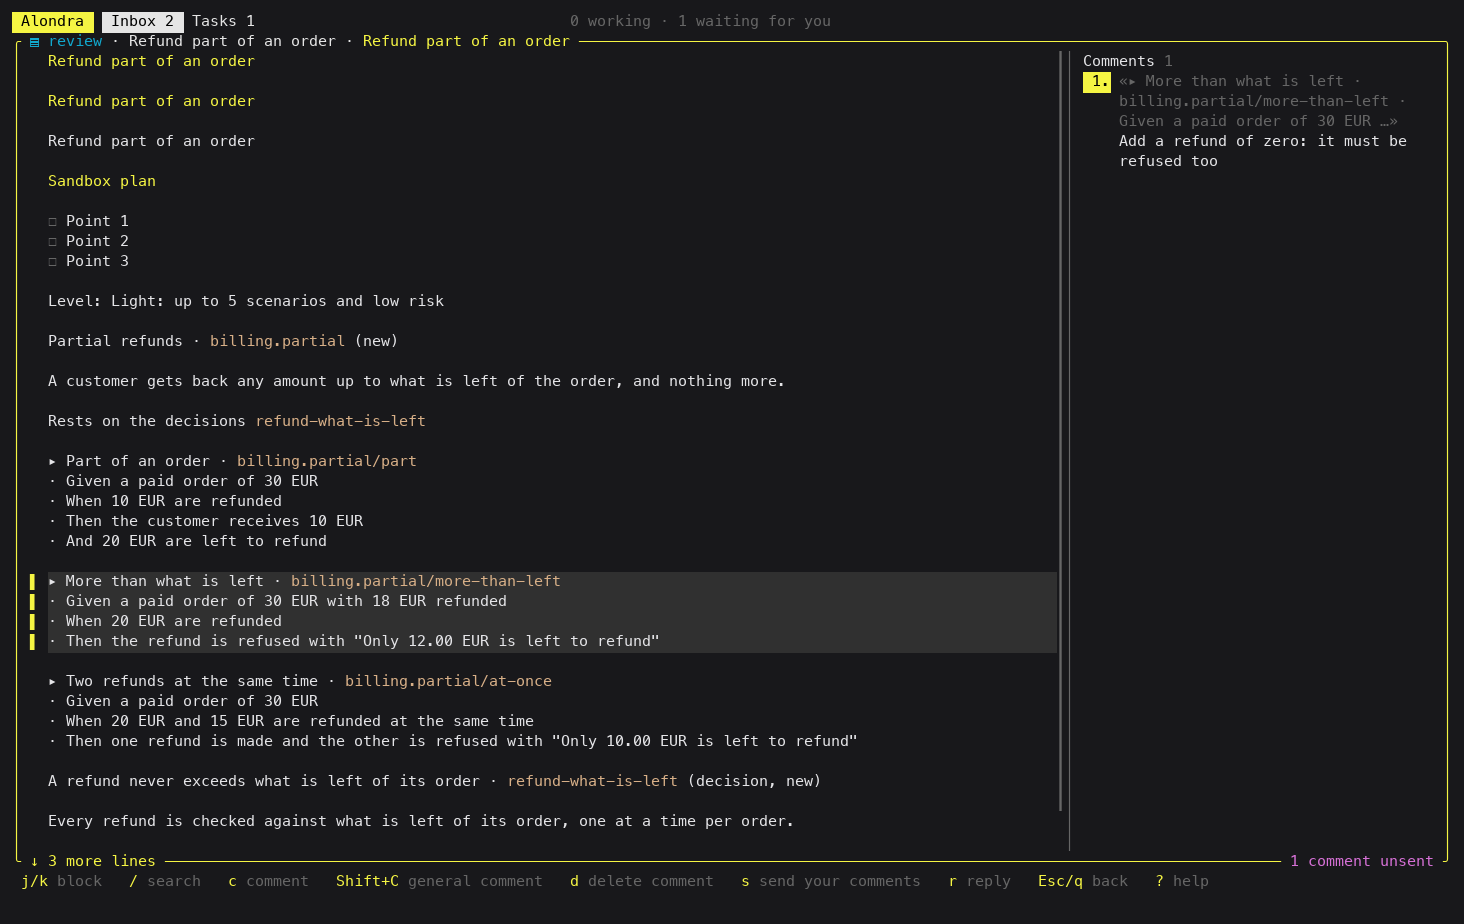 Alondra Inbox 2 Tasks 1 0 working · 1 waiting for you
▤ review · Refund part of an order · Refund part of an order
Refund part of an order
Refund part of an order
Refund part of an order
Sandbox plan
☐ Point 1
☐ Point 2
☐ Point 3
Level: Light: up to 5 scenarios and low risk
Partial refunds · billing.partial (new)
A customer gets back any amount up to what is left of the order, and nothing more.
Rests on the decisions refund-what-is-left
▸ Part of an order · billing.partial/part
· Given a paid order of 30 EUR
· When 10 EUR are refunded
· Then the customer receives 10 EUR
· And 20 EUR are left to refund
▸ More than what is left · billing.partial/more-than-left
· Given a paid order of 30 EUR with 18 EUR refunded
· When 20 EUR are refunded
· Then the refund is refused with "Only 12.00 EUR is left to refund"
▸ Two refunds at the same time · billing.partial/at-once
· Given a paid order of 30 EUR
· When 20 EUR and 15 EUR are refunded at the same time
· Then one refund is made and the other is refused with "Only 10.00 EUR is left to refund"
A refund never exceeds what is left of its order · refund-what-is-left (decision, new)
Every refund is checked against what is left of its order, one at a time per order.
Comments 1
1. «▸ More than what is left ·
billing.partial/more-than-left ·
Given a paid order of 30 EUR …»
Add a refund of zero: it must be
refused too
↓ 3 more lines 1 comment unsent
j/k block / search c comment Shift+C general comment d delete comment s send your comments r reply Esc/q back ? help